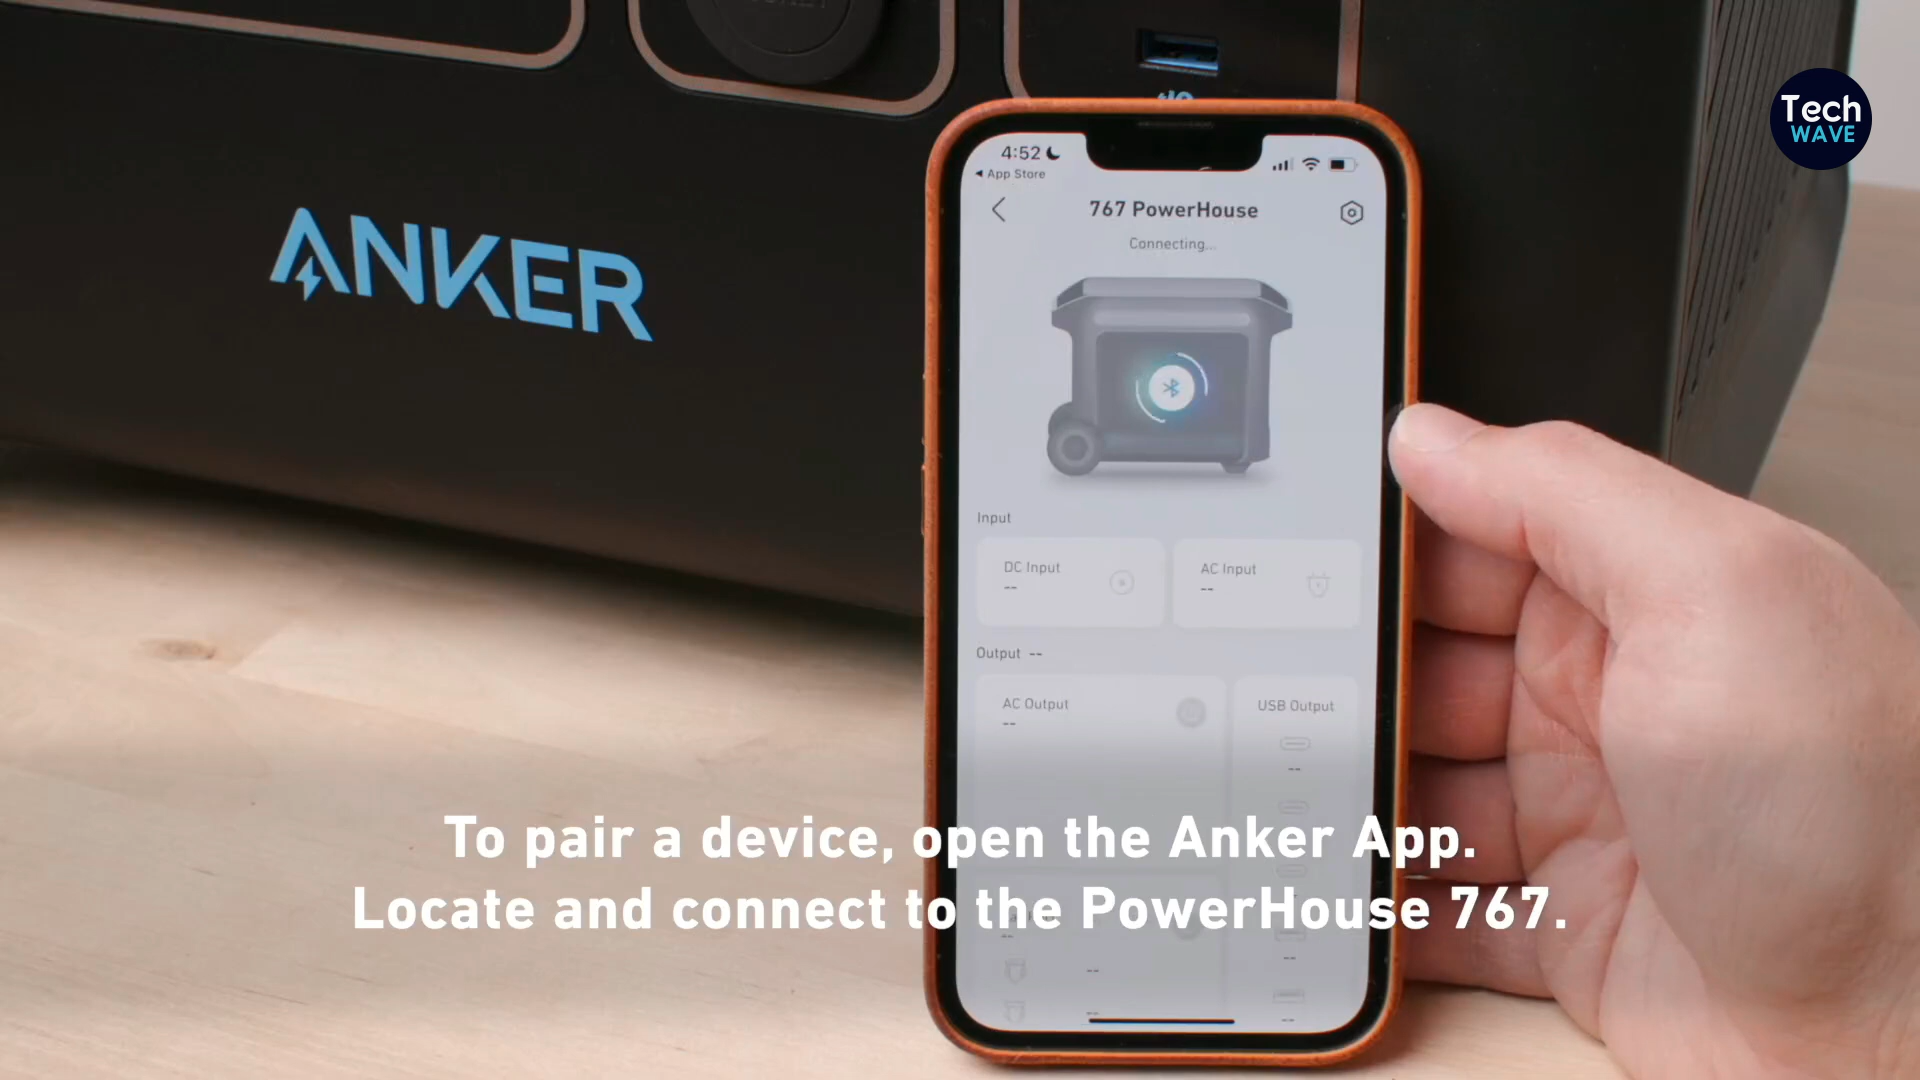 Tech
WAVE
ANKER
4:52
App Store
767 PowerHouse
Connecting...
Input
DC Input
--
AC Input
--
Output --
AC Output
--
USB Output
--
To pair a device, open the Anker App.
Locate and connect to the PowerHouse 767.
--
--
--
--
--